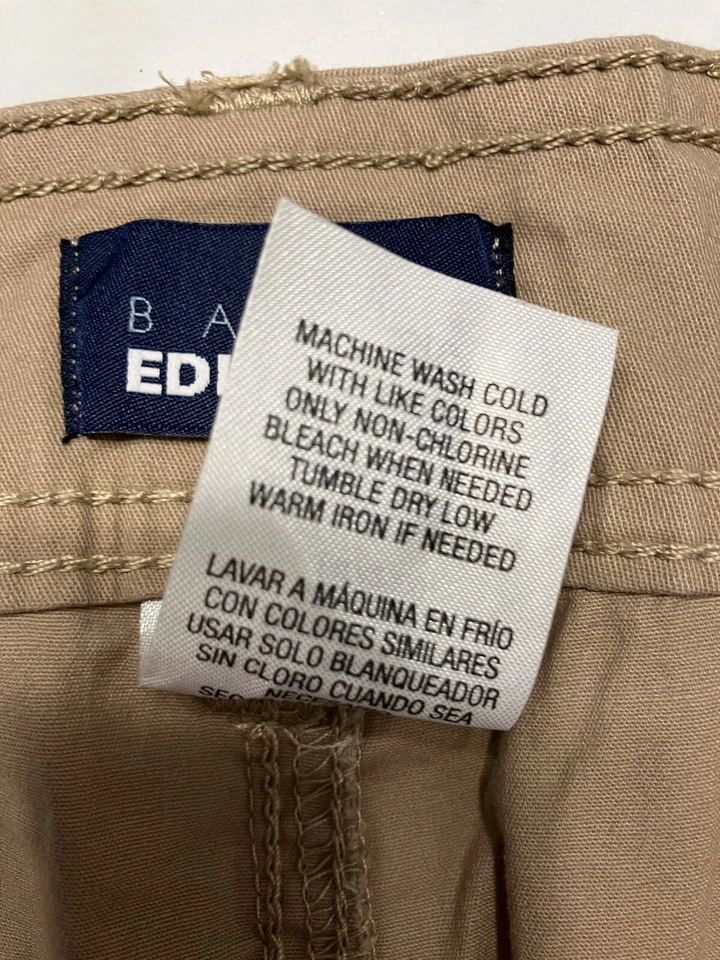 B A
EDI
MACHINE WASH COLD
WITH LIKE COLORS
ONLY NON-CHLORINE
BLEACH WHEN NEEDED
TUMBLE DRY LOW
WARM IRON IF NEEDED
LAVAR A MÁQUINA EN FRÍO
CON COLORES SIMILARES
USAR SOLO BLANQUEADOR
SIN CLORO CUANDO SEA